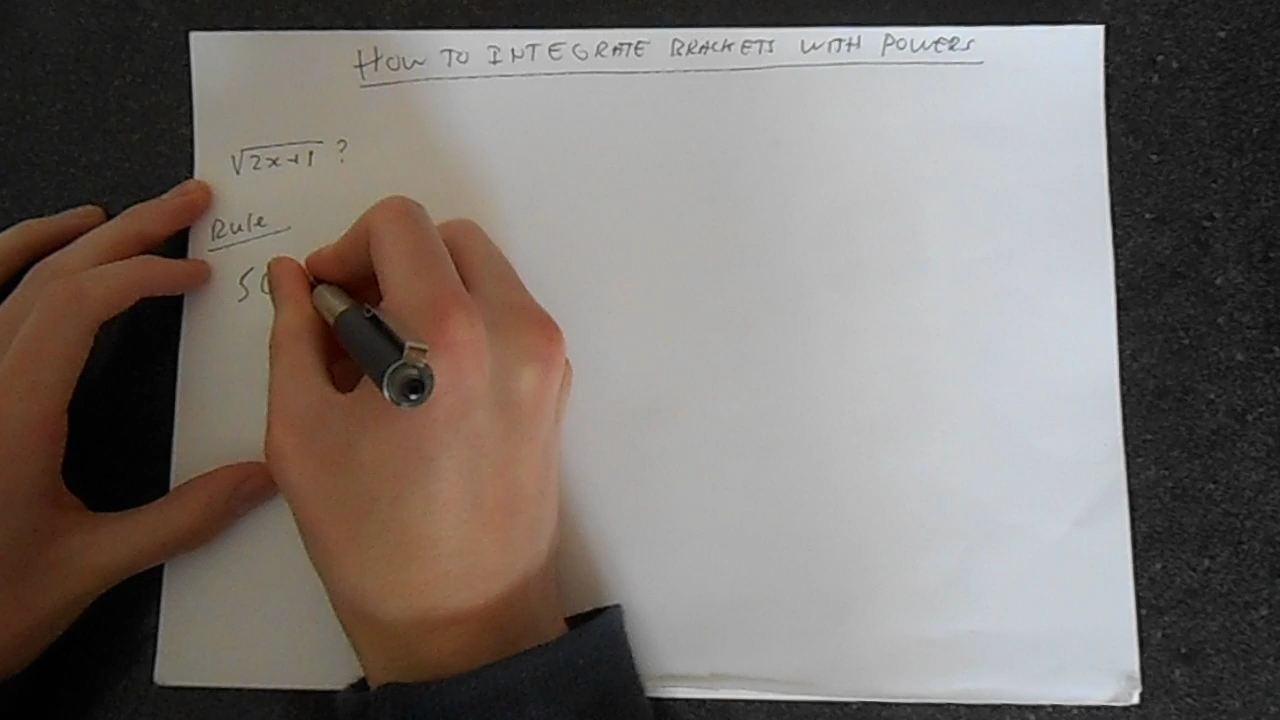 HOW TO INTEGRATE BRACKETS WITH POWERS
√2x+1 ?
Rule
∫(